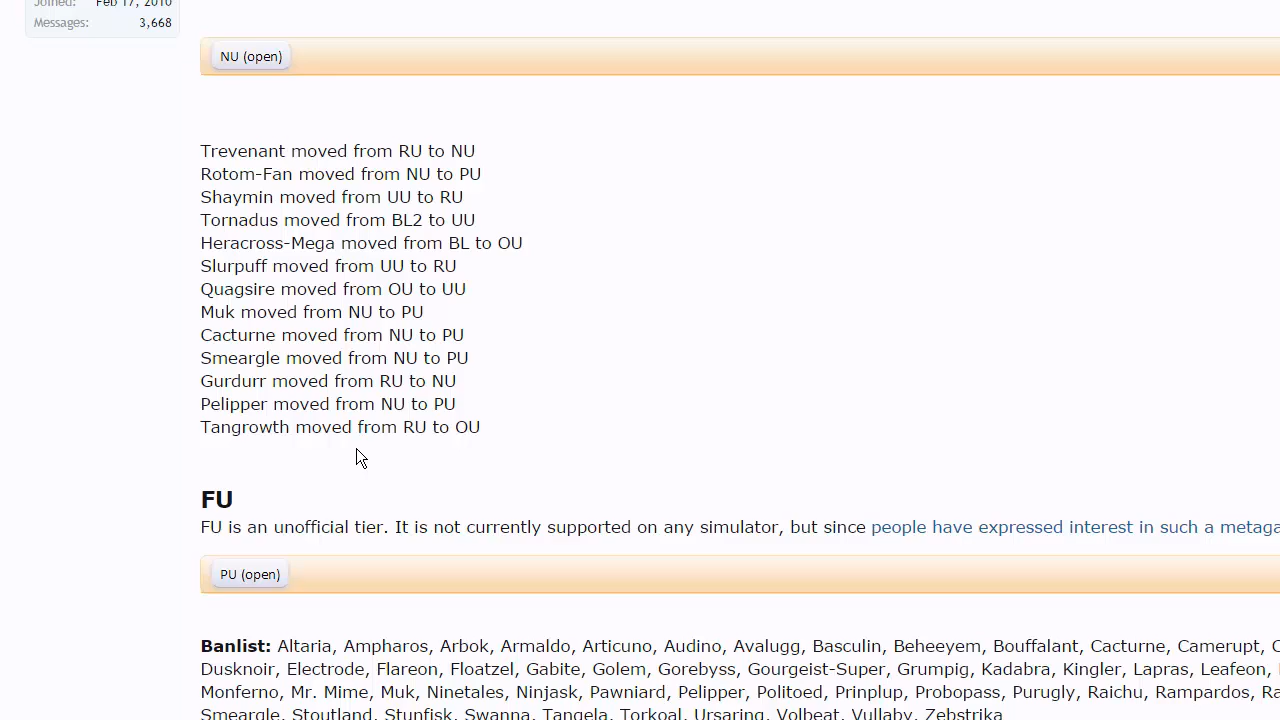 Joined: Feb 17, 2010
Messages: 3,668
NU (open)
Trevenant moved from RU to NU
Rotom-Fan moved from NU to PU
Shaymin moved from UU to RU
Tornadus moved from BL2 to UU
Heracross-Mega moved from BL to OU
Slurpuff moved from UU to RU
Quagsire moved from OU to UU
Muk moved from NU to PU
Cacturne moved from NU to PU
Smeargle moved from NU to PU
Gurdurr moved from RU to NU
Pelipper moved from NU to PU
Tangrowth moved from RU to OU
FU
FU is an unofficial tier. It is not currently supported on any simulator, but since people have expressed interest in such a
PU (open)
Banlist: Altaria, Ampharos, Arbok, Armaldo, Articuno, Audino, Avalugg, Basculin, Beheeyem, Bouffalant, Cacturne, Camerupt,
Dusknoir, Electrode, Flareon, Floatzel, Gabite, Golem, Gorebyss, Gourgeist-Super, Grumpig, Kadabra, Kingler, Lapras, Leafeon,
Monferno, Mr. Mime, Muk, Ninetales, Ninjask, Pawniard, Pelipper, Politoed, Prinplup, Probopass, Purugly, Raichu, Rampardos,
Smeargle, Stoutland, Stunfisk, Swanna, Tangela, Torkoal, Ursaring, Volbeat, Vullaby, Zebstrika